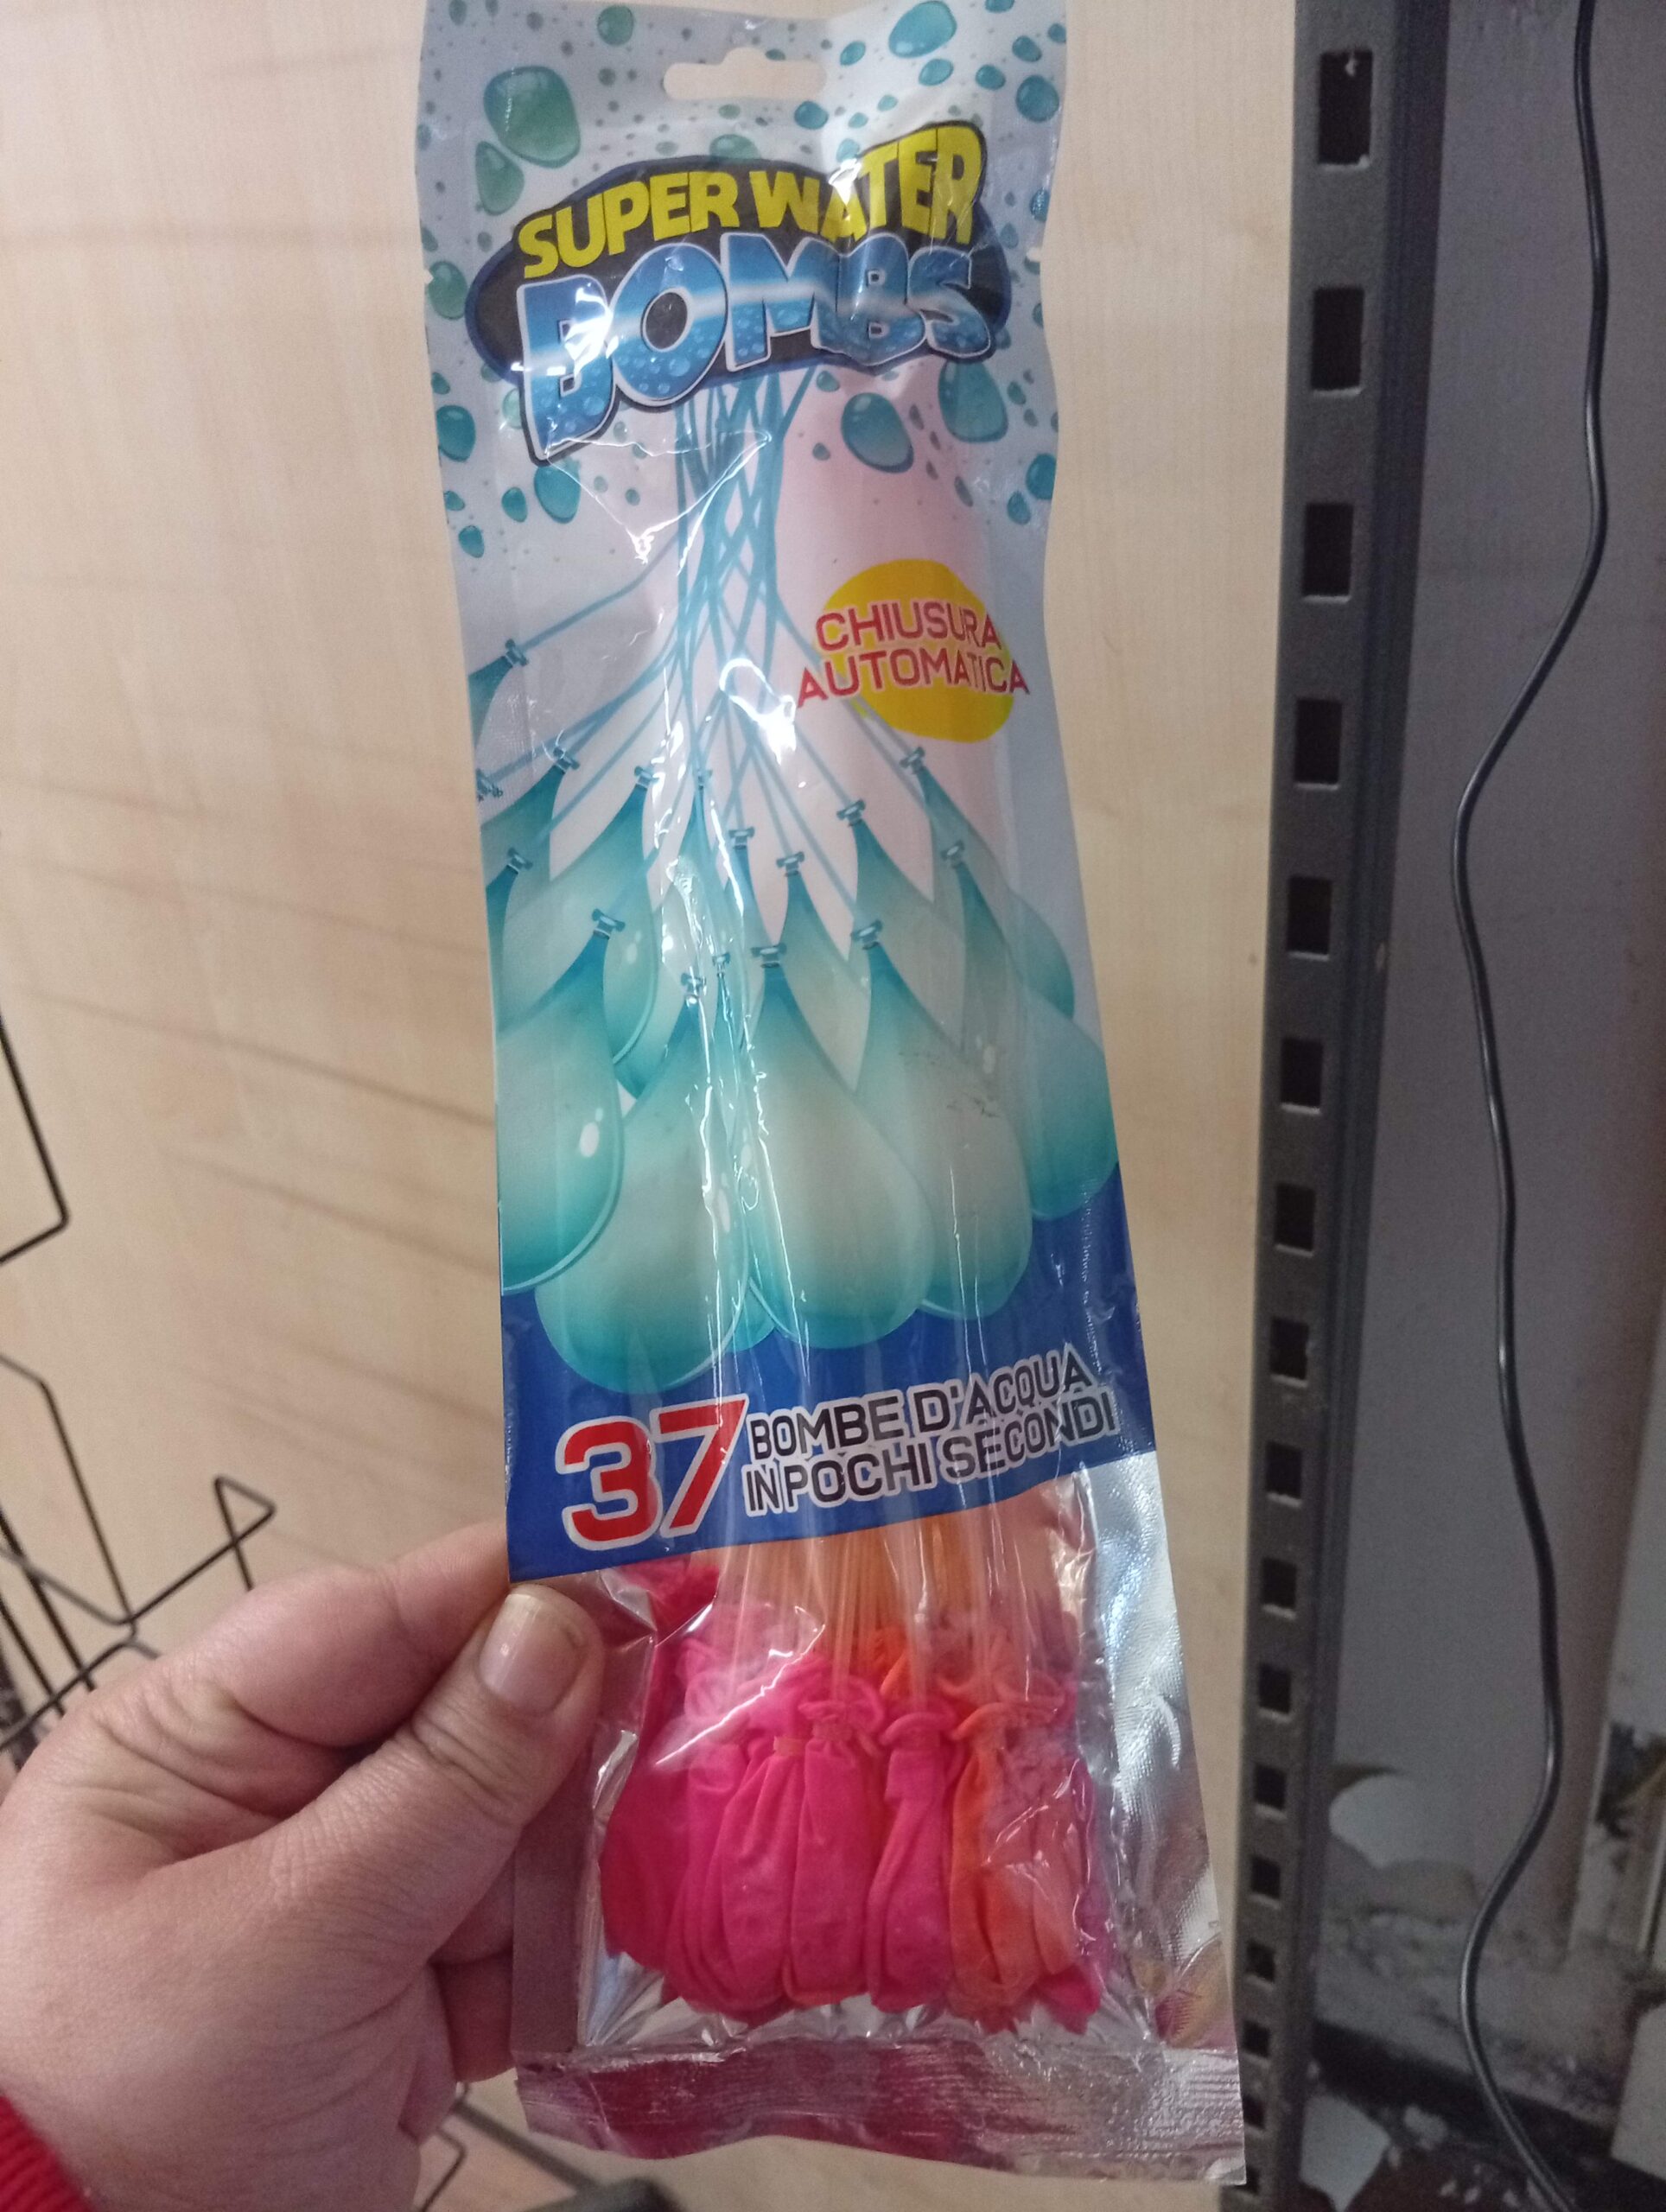 SUPER WATER
BOMBS
CHIUSURA
AUTOMATICA
37 BOMBE D'ACQUA
IN POCHI SECONDI